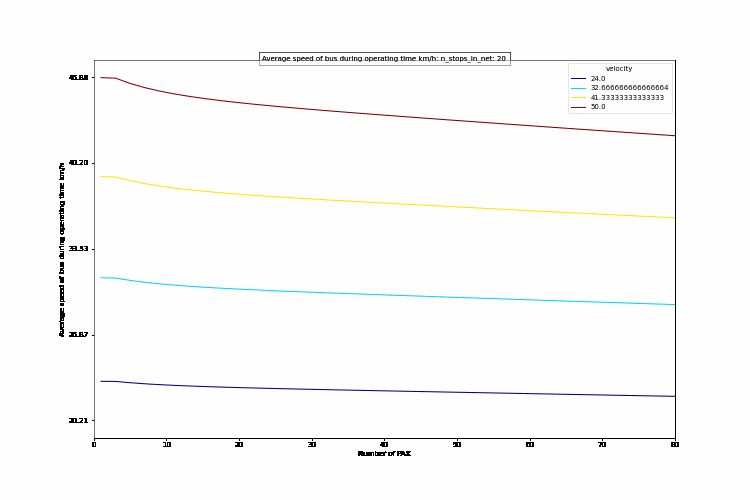 Average speed of bus during operating time km/h: n_stops_in_net: 20
velocity
24.0
32.666666666666664
41.33333333333333
50.0
40.20
33.53
26.87
20.21
Average speed of bus during operating time km/h
0 10 20 30 40 50 60 70 80
Number of PAX